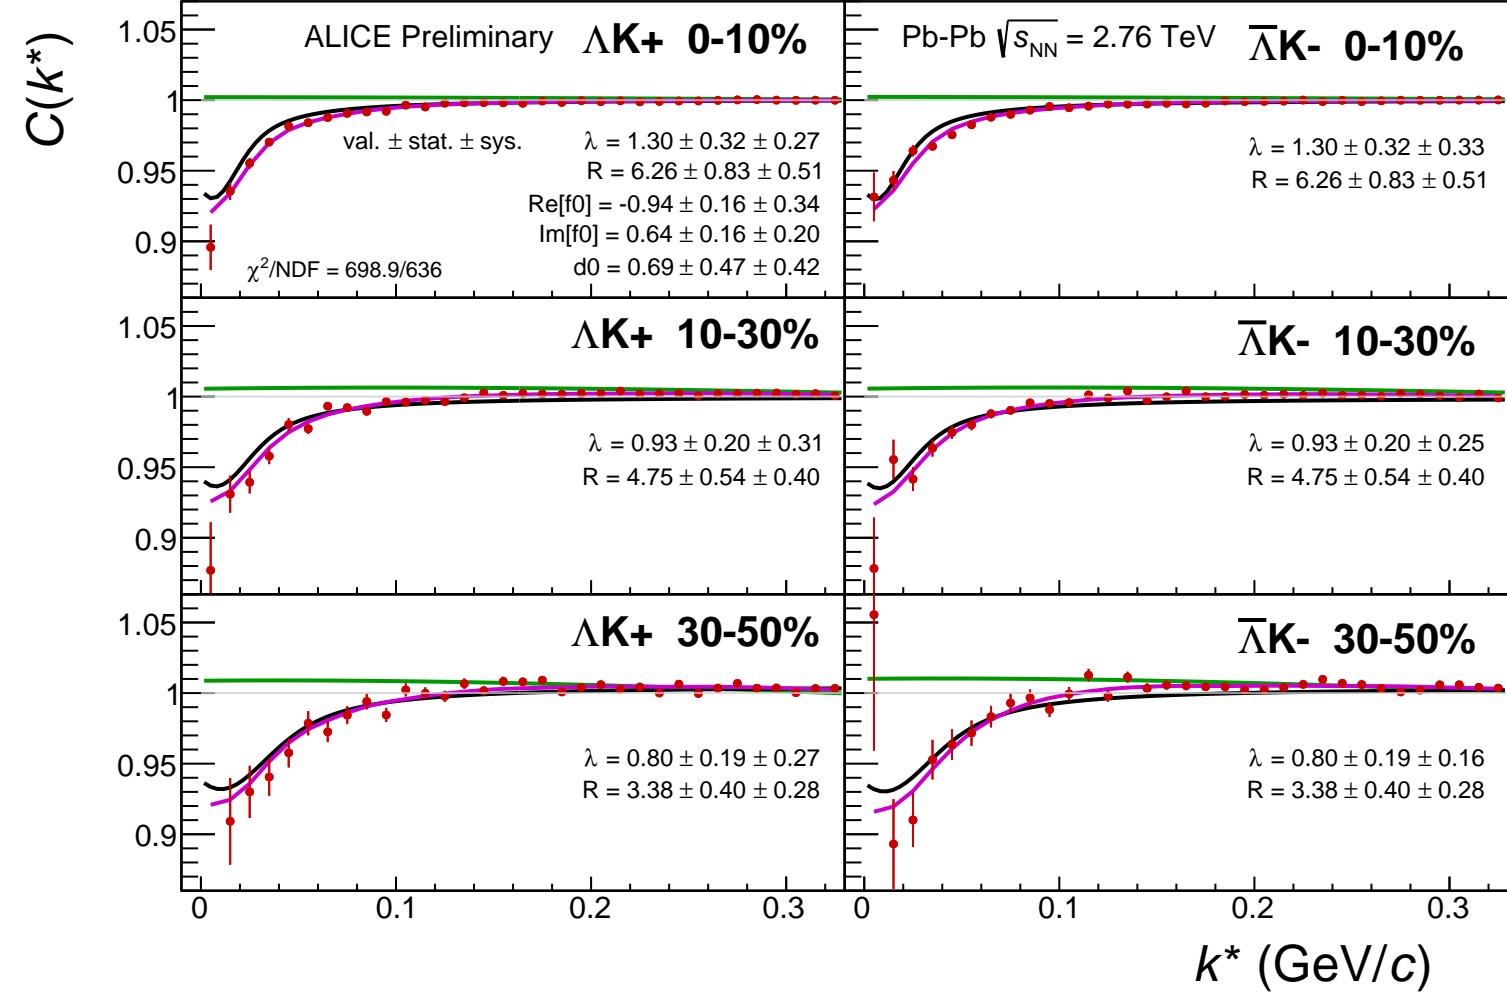 C(k*)
1.05
1
0.95
0.9
ALICE Preliminary ΛK+ 0-10%
val. ± stat. ± sys.
λ = 1.30 ± 0.32 ± 0.27
R = 6.26 ± 0.83 ± 0.51
Re[f0] = -0.94 ± 0.16 ± 0.34
Im[f0] = 0.64 ± 0.16 ± 0.20
d0 = 0.69 ± 0.47 ± 0.42
χ²/NDF = 698.9/636
Pb-Pb √sNN = 2.76 TeV Λ̅K- 0-10%
λ = 1.30 ± 0.32 ± 0.33
R = 6.26 ± 0.83 ± 0.51
1.05
1
0.95
0.9
ΛK+ 10-30%
λ = 0.93 ± 0.20 ± 0.31
R = 4.75 ± 0.54 ± 0.40
Λ̅K- 10-30%
λ = 0.93 ± 0.20 ± 0.25
R = 4.75 ± 0.54 ± 0.40
1.05
1
0.95
0.9
ΛK+ 30-50%
λ = 0.80 ± 0.19 ± 0.27
R = 3.38 ± 0.40 ± 0.28
Λ̅K- 30-50%
λ = 0.80 ± 0.19 ± 0.16
R = 3.38 ± 0.40 ± 0.28
0 0.1 0.2 0.3 0 0.1 0.2 0.3
k* (GeV/c)